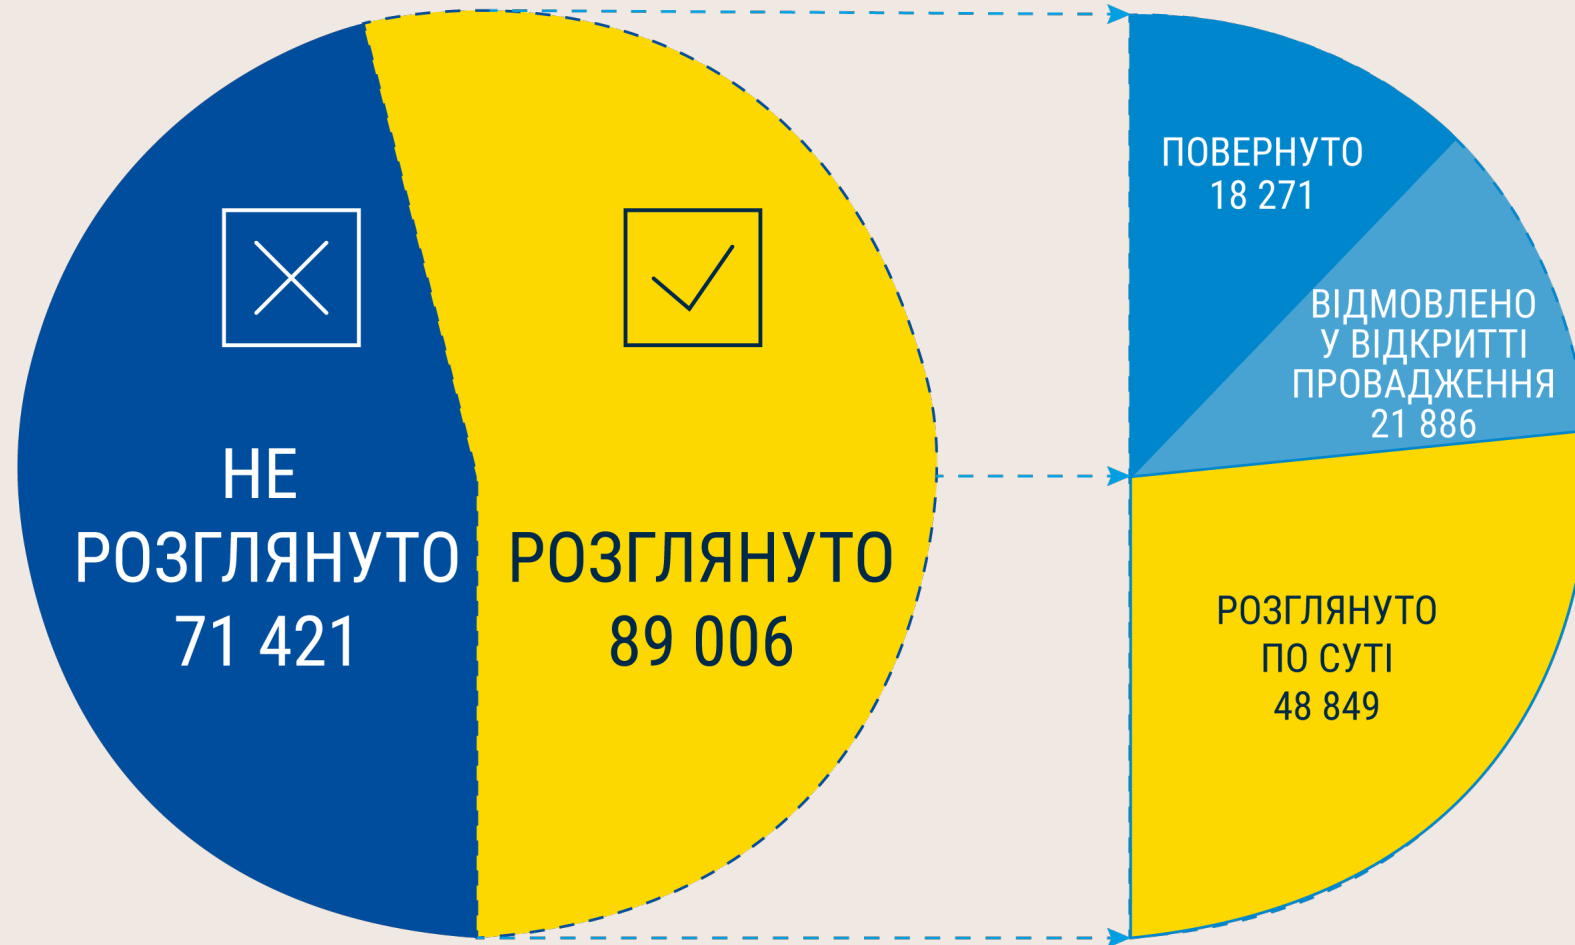 НЕ
РОЗГЛЯНУТО
71 421
РОЗГЛЯНУТО
89 006
ПОВЕРНУТО
18 271
ВІДМОВЛЕНО
У ВІДКРИТТІ
ПРОВАДЖЕННЯ
21 886
РОЗГЛЯНУТО
ПО СУТІ
48 849